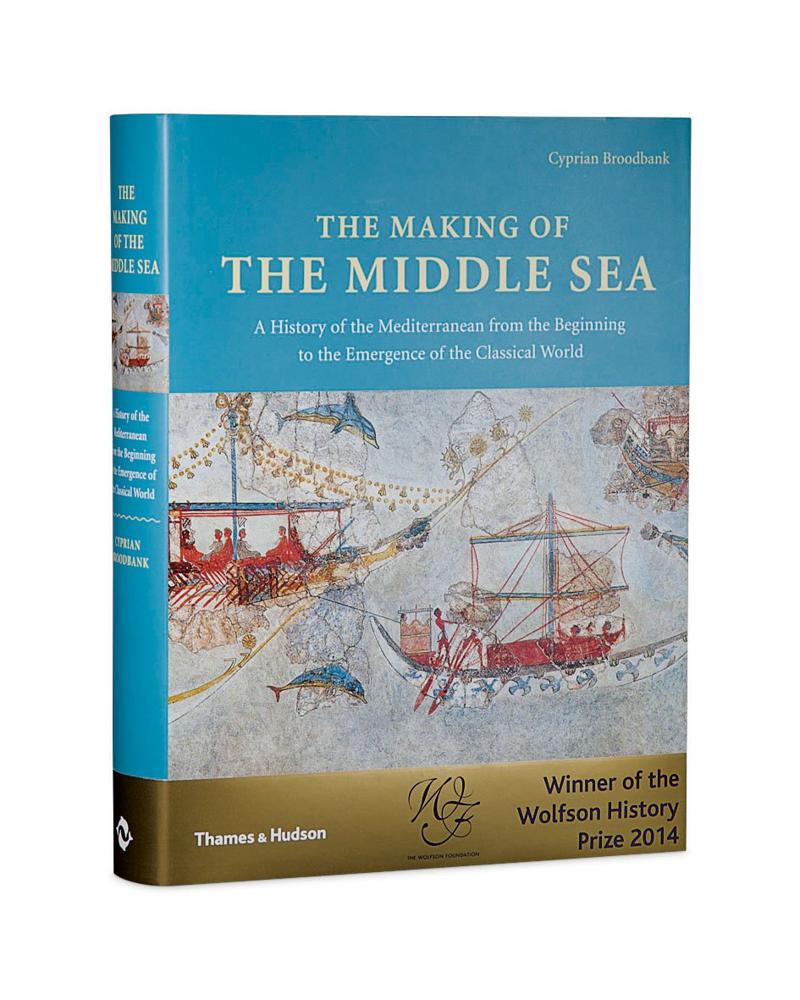 THE
MAKING
OF THE
MIDDLE SEA
A History of the
Mediterranean
from the Beginning
to the Emergence of
the Classical World
CYPRIAN
BROODBANK
Cyprian Broodbank
THE MAKING OF
THE MIDDLE SEA
A History of the Mediterranean from the Beginning
to the Emergence of the Classical World
Thames & Hudson
WF
THE WOLFSON FOUNDATION
Winner of the
Wolfson History
Prize 2014